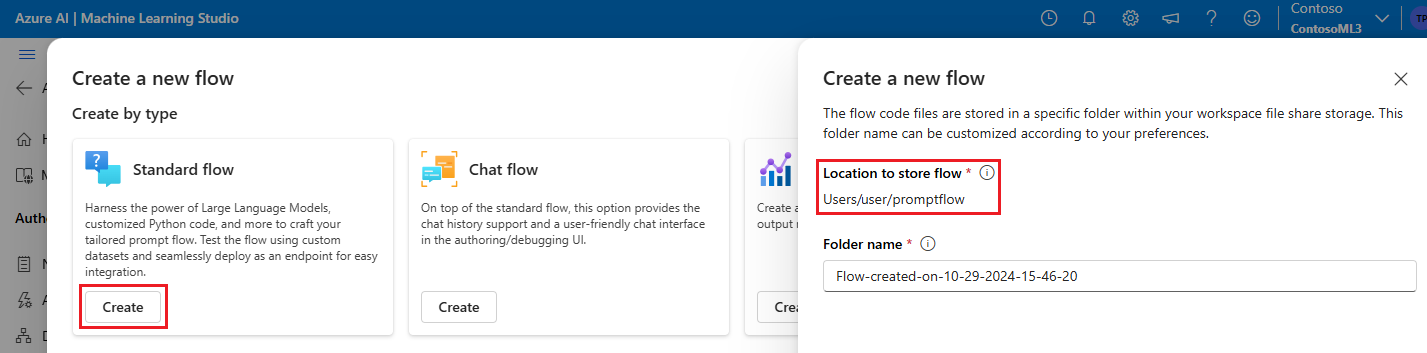 Azure AI | Machine Learning Studio
Contoso
ContosoML3
TP
Create a new flow
Create by type
Standard flow
Harness the power of Large Language Models,
customized Python code, and more to craft your
tailored prompt flow. Test the flow using custom
datasets and seamlessly deploy as an endpoint for easy
integration.
Create
Chat flow
On top of the standard flow, this option provides the
chat history support and a user-friendly chat interface
in the authoring/debugging UI.
Create
Create a
output
Crea
Create a new flow
The flow code files are stored in a specific folder within your workspace file share storage. This
folder name can be customized according to your preferences.
Location to store flow *
Users/user/promptflow
Folder name *
Flow-created-on-10-29-2024-15-46-20